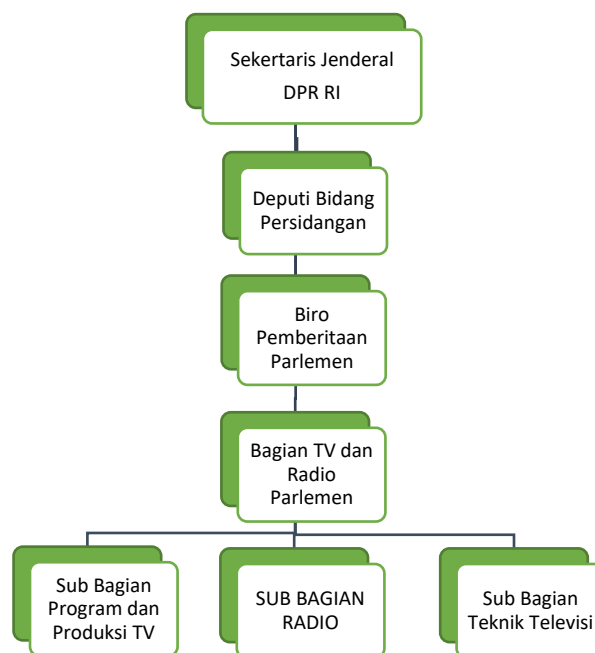 Sekertaris Jenderal
DPR RI
Deputi Bidang
Persidangan
Biro
Pemberitaan
Parlemen
Bagian TV dan
Radio
Parlemen
Sub Bagian
Program dan
Produksi TV
SUB BAGIAN
RADIO
Sub Bagian
Teknik Televisi